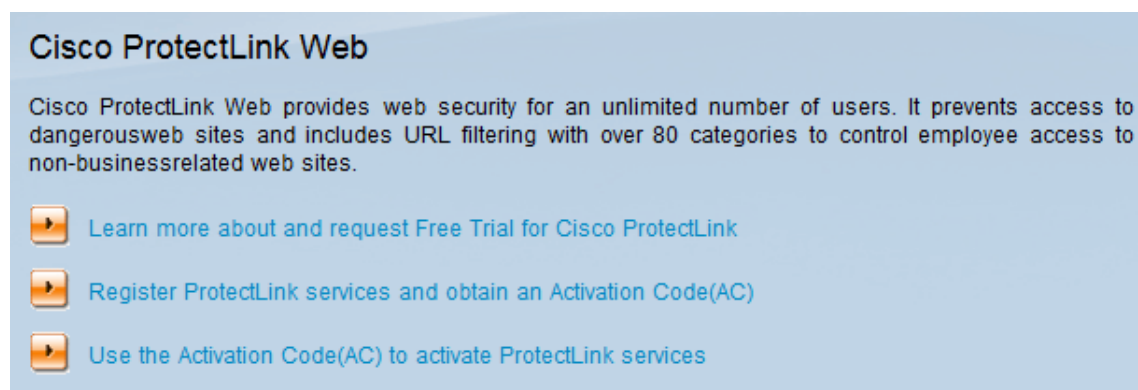 Cisco ProtectLink Web
Cisco ProtectLink Web provides web security for an unlimited number of users. It prevents access to
dangerousweb sites and includes URL filtering with over 80 categories to control employee access to
non-businessrelated web sites.
Learn more about and request Free Trial for Cisco ProtectLink
Register ProtectLink services and obtain an Activation Code(AC)
Use the Activation Code(AC) to activate ProtectLink services